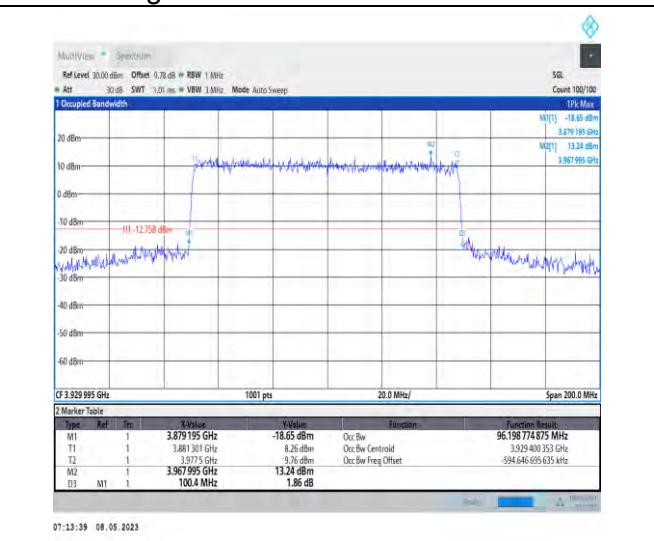 MultiView Spectrum
Ref Level 30.00 dBm Offset 9.78 dB RBW 1 MHz SGL
Att 30 dB SWT 1.01 ms VBW 3 MHz Mode Auto Sweep Count 100/100
1 Occupied Bandwidth 1Pk Max
M1[1] -18.65 dBm
3.879 195 GHz
M2[1] 13.24 dBm
3.967 995 GHz
20 dBm
M2
T2
10 dBm
0 dBm
-10 dBm
H1 -12.758 dBm
M1
D3
-20 dBm
-30 dBm
-40 dBm
-50 dBm
-60 dBm
CF 3.929 995 GHz 1001 pts 20.0 MHz/ Span 200.0 MHz
2 Marker Table
Type Ref Trc X-Value Y-Value Function Function Result
M1 1 3.879 195 GHz -18.65 dBm Occ Bw 96.198 774 875 MHz
T1 1 3.881 301 GHz 8.26 dBm Occ Bw Centroid 3.929 400 353 GHz
T2 1 3.977 5 GHz 9.76 dBm Occ Bw Freq Offset -594.646 695 635 kHz
M2 1 3.967 995 GHz 13.24 dBm
D3 M1 1 100.4 MHz 1.86 dB
07:13:39 08.05.2023